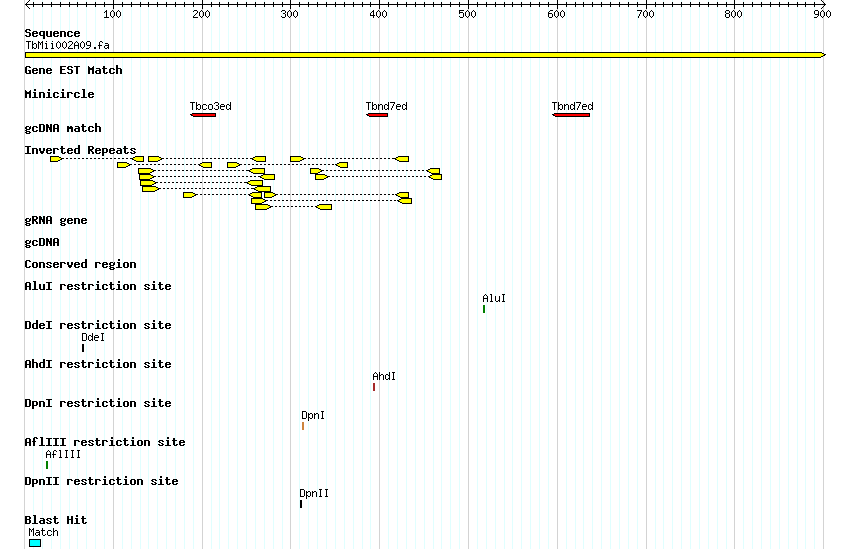 100 200 300 400 500 600 700 800 900
Sequence
TbMii002A09.fa
Gene EST Match
Minicircle
Tbco3ed Tbnd7ed Tbnd7ed
gcDNA match
Inverted Repeats
gRNA gene
gcDNA
Conserved region
AluI restriction site
AluI
DdeI restriction site
DdeI
AhdI restriction site
AhdI
DpnI restriction site
DpnI
AflIII restriction site
AflIII
DpnII restriction site
DpnII
Blast Hit
Match